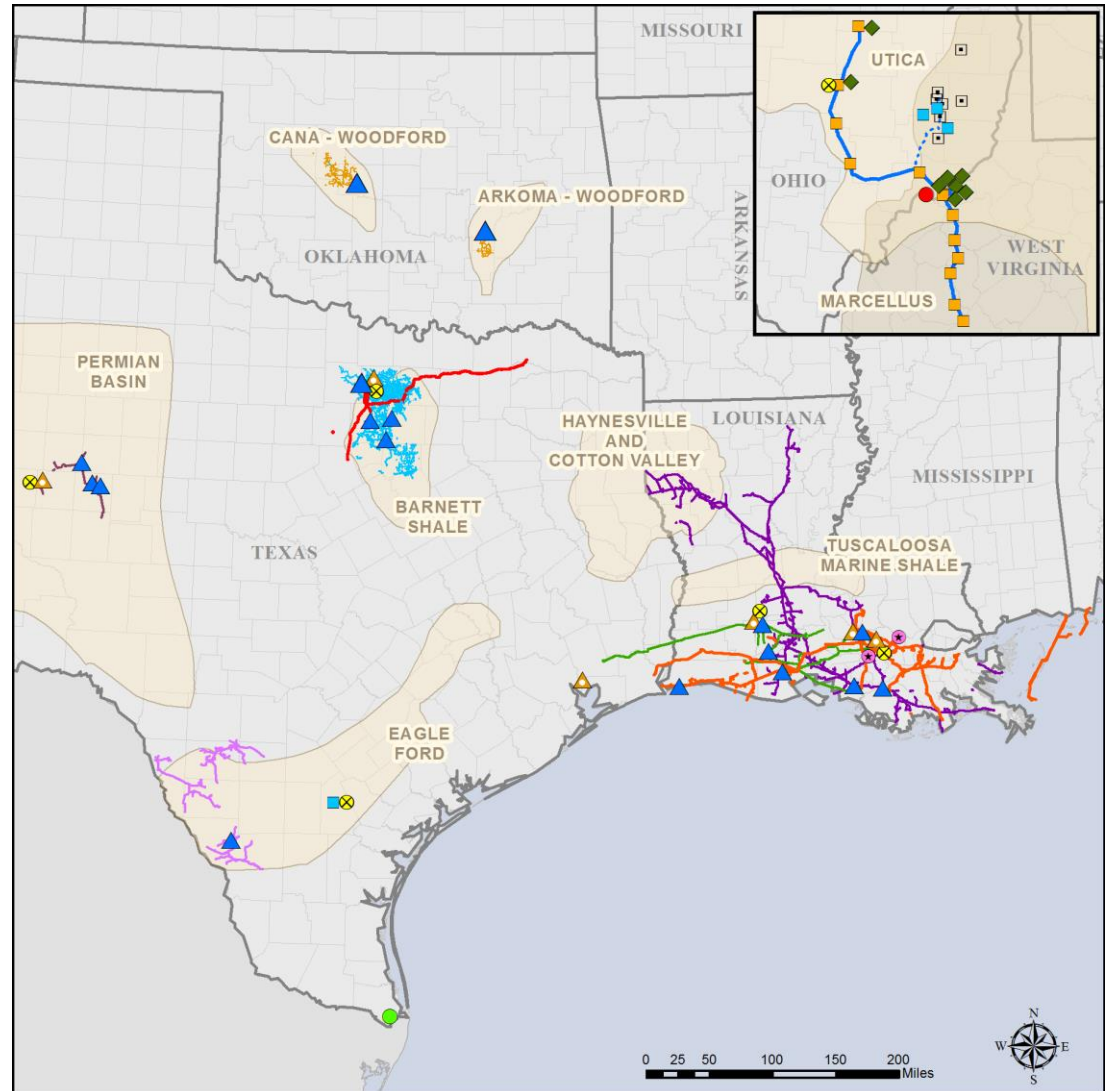 MISSOURI
UTICA
CANA - WOODFORD
OHIO
ARKOMA - WOODFORD
ARKANSAS
OKLAHOMA
WEST
VIRGINIA
MARCELLUS
PERMIAN
BASIN
HAYNESVILLE
AND
COTTON VALLEY
LOUISIANA
MISSISSIPPI
BARNETT
SHALE
TEXAS
TUSCALOOSA
MARINE SHALE
EAGLE
FORD
N
W
E
S
0 25 50 100 150 200
Miles